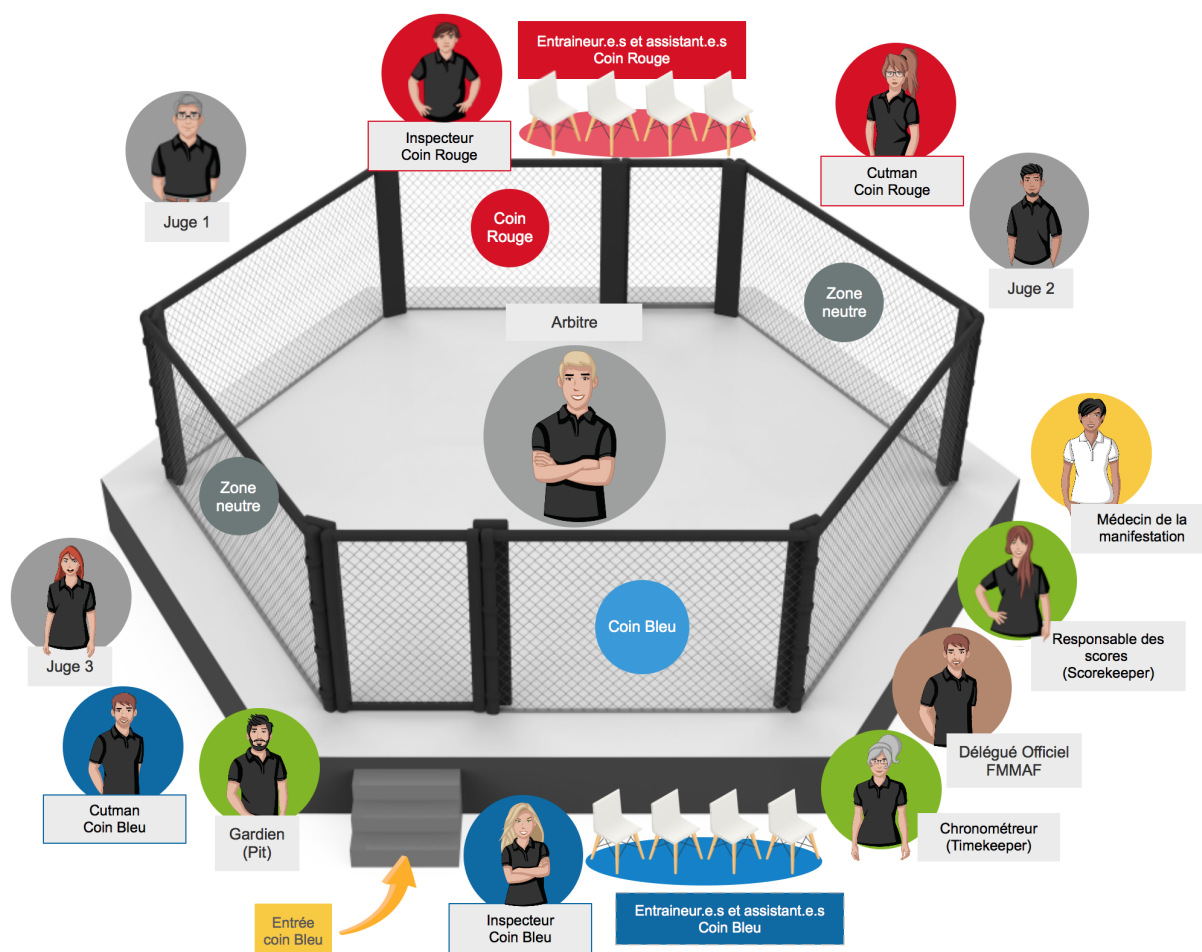 Entraineur.e.s et assistant.e.s
Coin Rouge
Inspecteur
Coin Rouge
Cutman
Coin Rouge
Juge 1
Coin
Rouge
Juge 2
Zone
neutre
Arbitre
Zone
neutre
Médecin de la
manifestation
Coin Bleu
Responsable des
scores
(Scorekeeper)
Juge 3
Délégué Officiel
FMMAF
Cutman
Coin Bleu
Gardien
(Pit)
Chronométreur
(Timekeeper)
Entrée
coin Bleu
Inspecteur
Coin Bleu
Entraineur.e.s et assistant.e.s
Coin Bleu